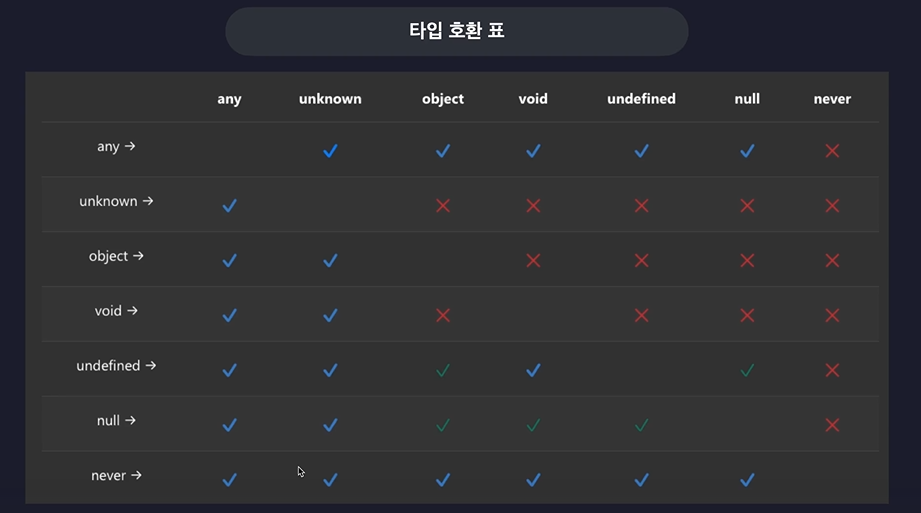 타입 호환 표
any unknown object void undefined null never
any → ✓ ✓ ✓ ✓ ✓ ✕
unknown → ✓ ✕ ✕ ✕ ✕ ✕
object → ✓ ✓ ✕ ✕ ✕ ✕
void → ✓ ✓ ✕ ✕ ✕ ✕
undefined → ✓ ✓ ✓ ✓ ✓ ✕
null → ✓ ✓ ✓ ✓ ✓ ✕
never → ✓ ✓ ✓ ✓ ✓ ✓